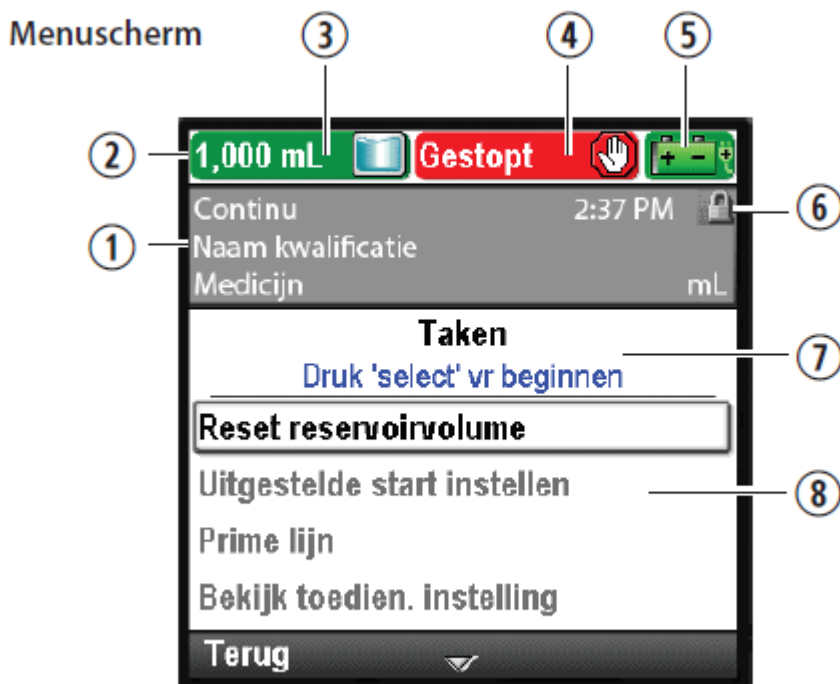 Menuscherm
3
4
5
2
1,000 mL
Gestopt
6
Continu 2:37 PM
1
Naam kwalificatie
Medicijn mL
Taken
7
Druk 'select' vr beginnen
Reset reservoirvolume
Uitgestelde start instellen
8
Prime lijn
Bekijk toedien. instelling
Terug